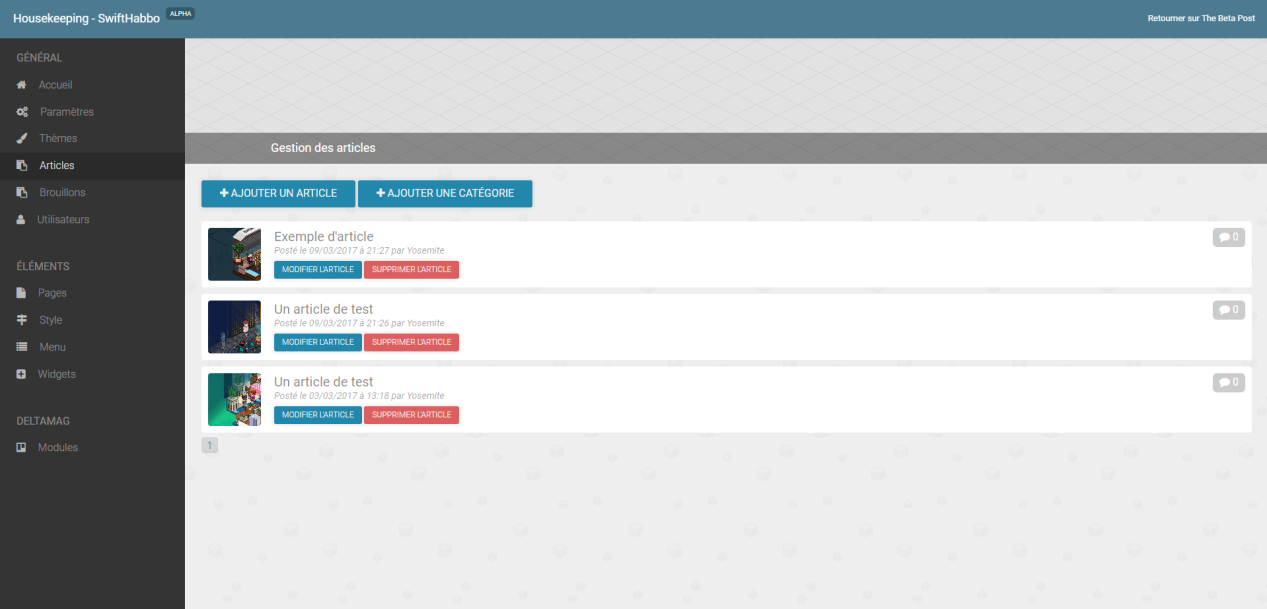 Housekeeping - SwiftHabbo ALPHA
Retourner sur The Beta Post
GÉNÉRAL
Accueil
Paramètres
Thèmes
Articles
Brouillons
Utilisateurs
ÉLÉMENTS
Pages
Style
Menu
Widgets
DELTAMAG
Modules
Gestion des articles
AJOUTER UN ARTICLE
AJOUTER UNE CATÉGORIE
Exemple d'article
0
Posté le 09/03/2017 à 21:27 par Yosemite
MODIFIER L'ARTICLE
SUPPRIMER L'ARTICLE
Un article de test
0
Posté le 09/03/2017 à 21:26 par Yosemite
MODIFIER L'ARTICLE
SUPPRIMER L'ARTICLE
Un article de test
0
Posté le 03/03/2017 à 13:18 par Yosemite
MODIFIER L'ARTICLE
SUPPRIMER L'ARTICLE
1